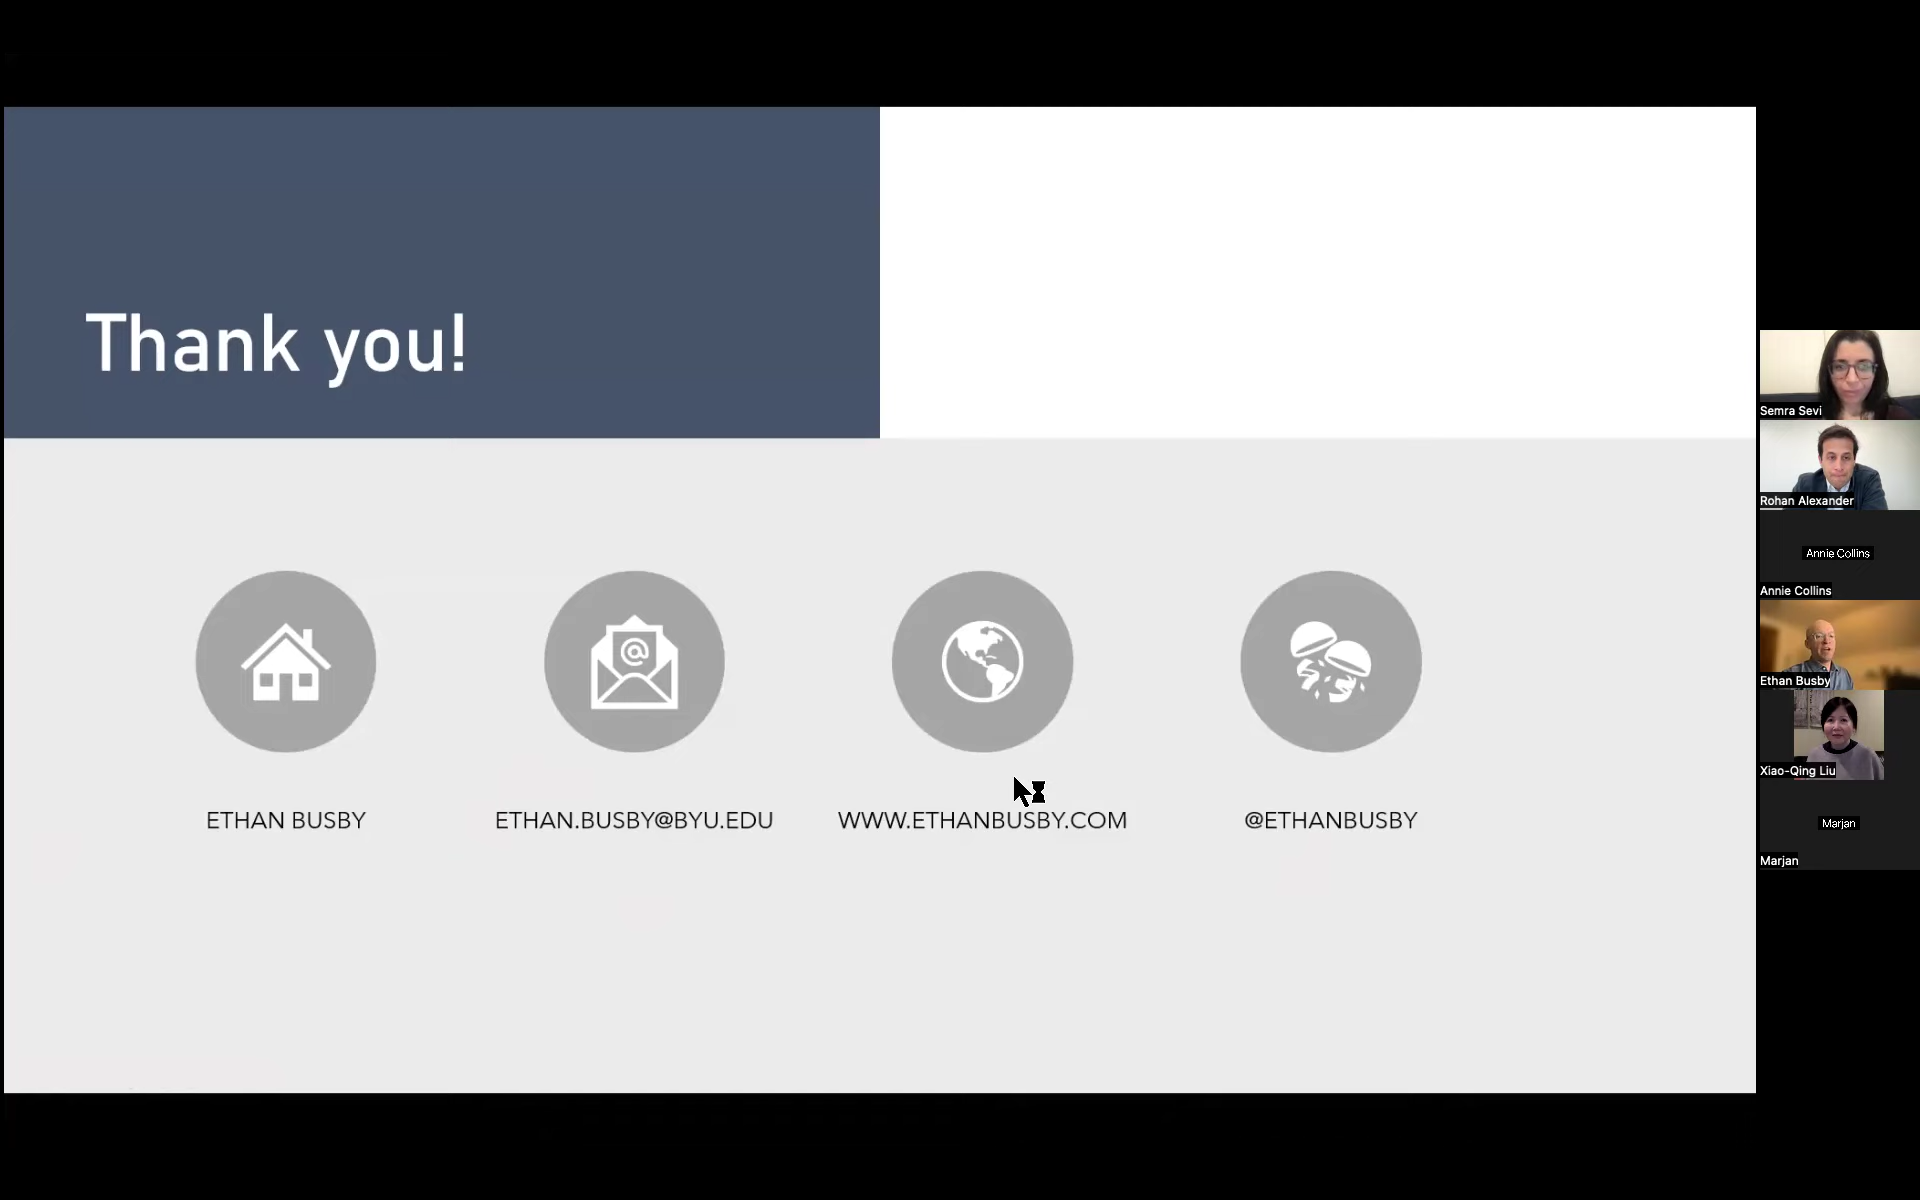 Thank you!
@
ETHAN BUSBY
ETHAN.BUSBY@BYU.EDU
WWW.ETHANBUSBY.COM
@ETHANBUSBY
Semra Sevi
Rohan Alexander
Annie Collins
Annie Collins
Ethan Busby
Xiao-Qing Liu
Marjan
Marjan